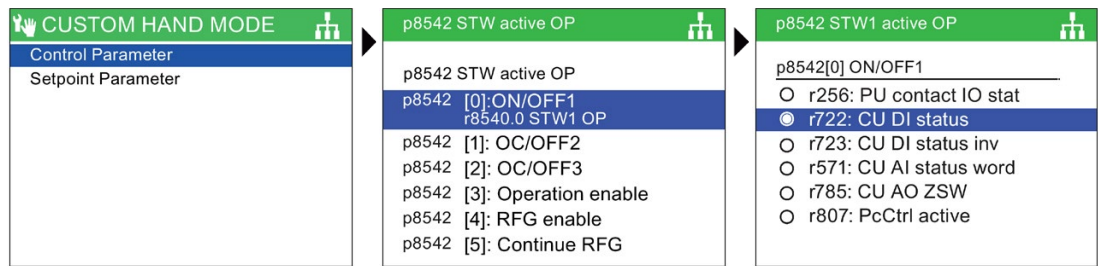 CUSTOM HAND MODE
Control Parameter
Setpoint Parameter
p8542 STW active OP
p8542 STW active OP
p8542 [0]:ON/OFF1
r8540.0 STW1 OP
p8542 [1]: OC/OFF2
p8542 [2]: OC/OFF3
p8542 [3]: Operation enable
p8542 [4]: RFG enable
p8542 [5]: Continue RFG
p8542 STW1 active OP
p8542[0] ON/OFF1
r256: PU contact IO stat
r722: CU DI status
r723: CU DI status inv
r571: CU AI status word
r785: CU AO ZSW
r807: PcCtrl active